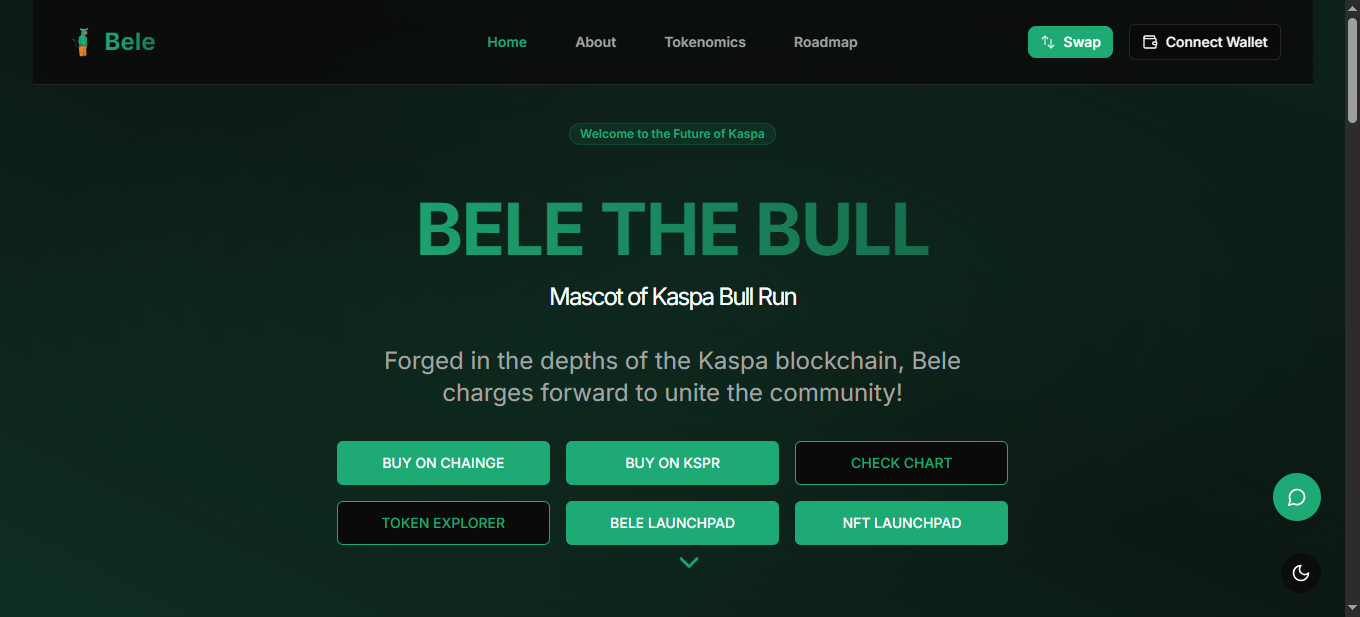 Bele
Home
About
Tokenomics
Roadmap
Swap
Connect Wallet
Welcome to the Future of Kaspa
BELE THE BULL
Mascot of Kaspa Bull Run
Forged in the depths of the Kaspa blockchain, Bele
charges forward to unite the community!
BUY ON CHAINGE
BUY ON KSPR
CHECK CHART
TOKEN EXPLORER
BELE LAUNCHPAD
NFT LAUNCHPAD